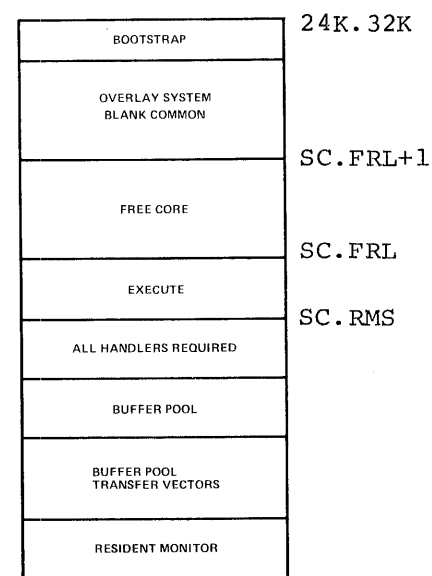 24K.32K
BOOTSTRAP
OVERLAY SYSTEM
BLANK COMMON
SC.FRL+1
FREE CORE
SC.FRL
EXECUTE
SC.RMS
ALL HANDLERS REQUIRED
BUFFER POOL
BUFFER POOL
TRANSFER VECTORS
RESIDENT MONITOR